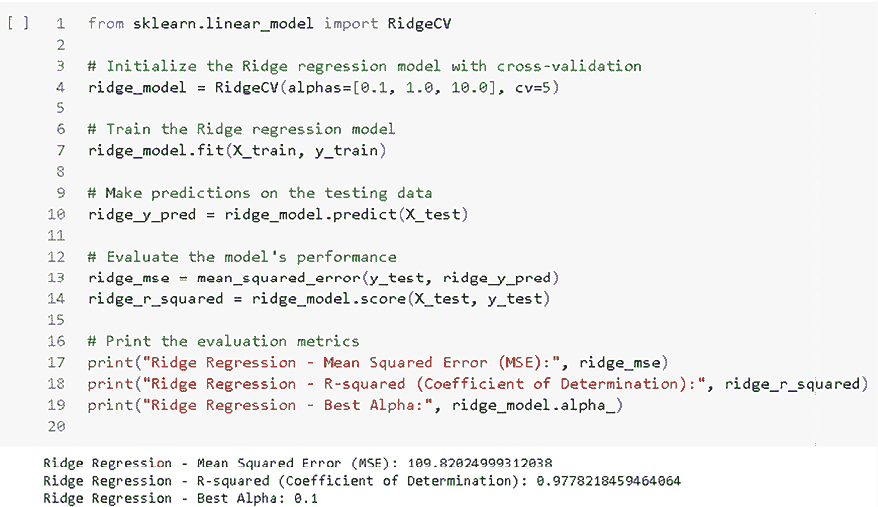 [ ] 1 from sklearn.linear_model import RidgeCV
2
3 # Initialize the Ridge regression model with cross-validation
4 ridge_model = RidgeCV(alphas=[0.1, 1.0, 10.0], cv=5)
5
6 # Train the Ridge regression model
7 ridge_model.fit(X_train, y_train)
8
9 # Make predictions on the testing data
10 ridge_y_pred = ridge_model.predict(X_test)
11
12 # Evaluate the model's performance
13 ridge_mse = mean_squared_error(y_test, ridge_y_pred)
14 ridge_r_squared = ridge_model.score(X_test, y_test)
15
16 # Print the evaluation metrics
17 print("Ridge Regression - Mean Squared Error (MSE):", ridge_mse)
18 print("Ridge Regression - R-squared (Coefficient of Determination):", ridge_r_squared)
19 print("Ridge Regression - Best Alpha:", ridge_model.alpha_)
20
Ridge Regression - Mean Squared Error (MSE): 109.82024999312038
Ridge Regression - R-squared (Coefficient of Determination): 0.9778218459464064
Ridge Regression - Best Alpha: 0.1